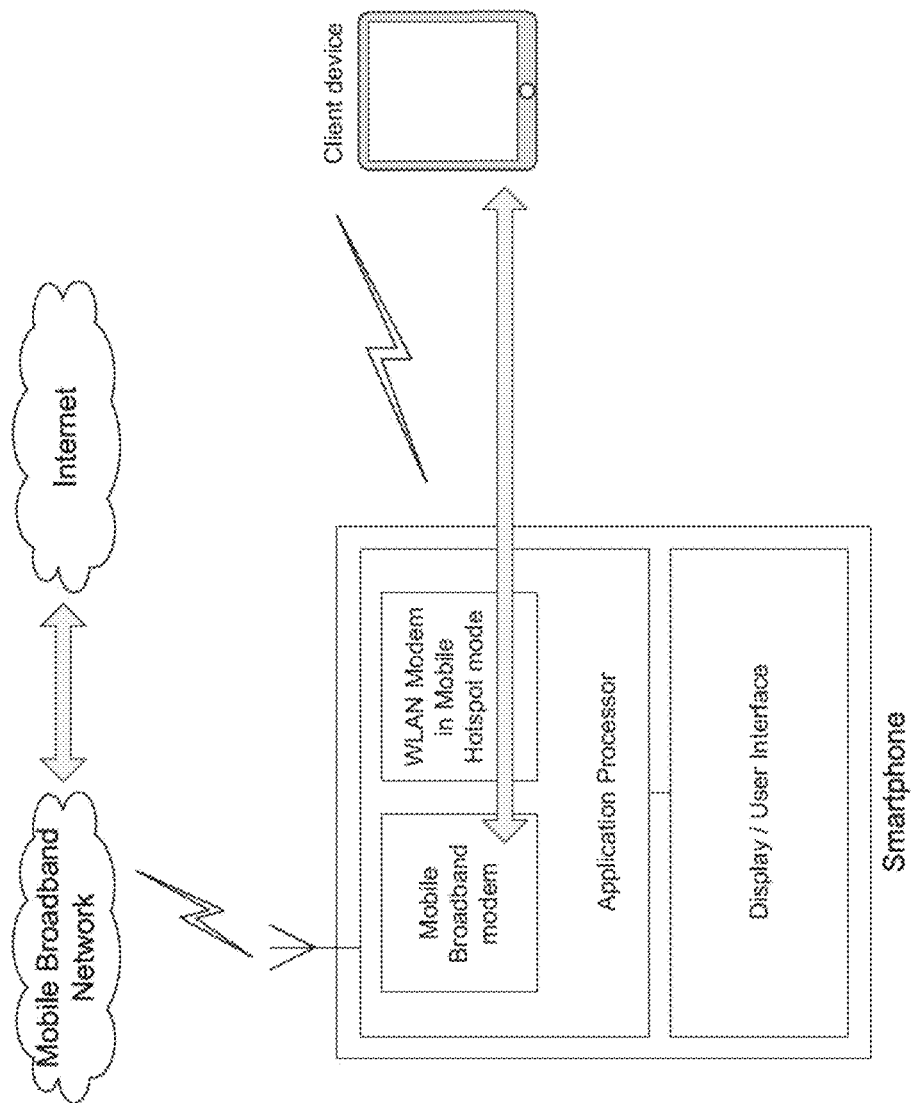 Mobile Broadband
Network
Internet
Client device
Mobile
Broadband
modem
WLAN Modem
in Mobile
Hotspot mode
Application Processor
Display / User Interface
Smartphone